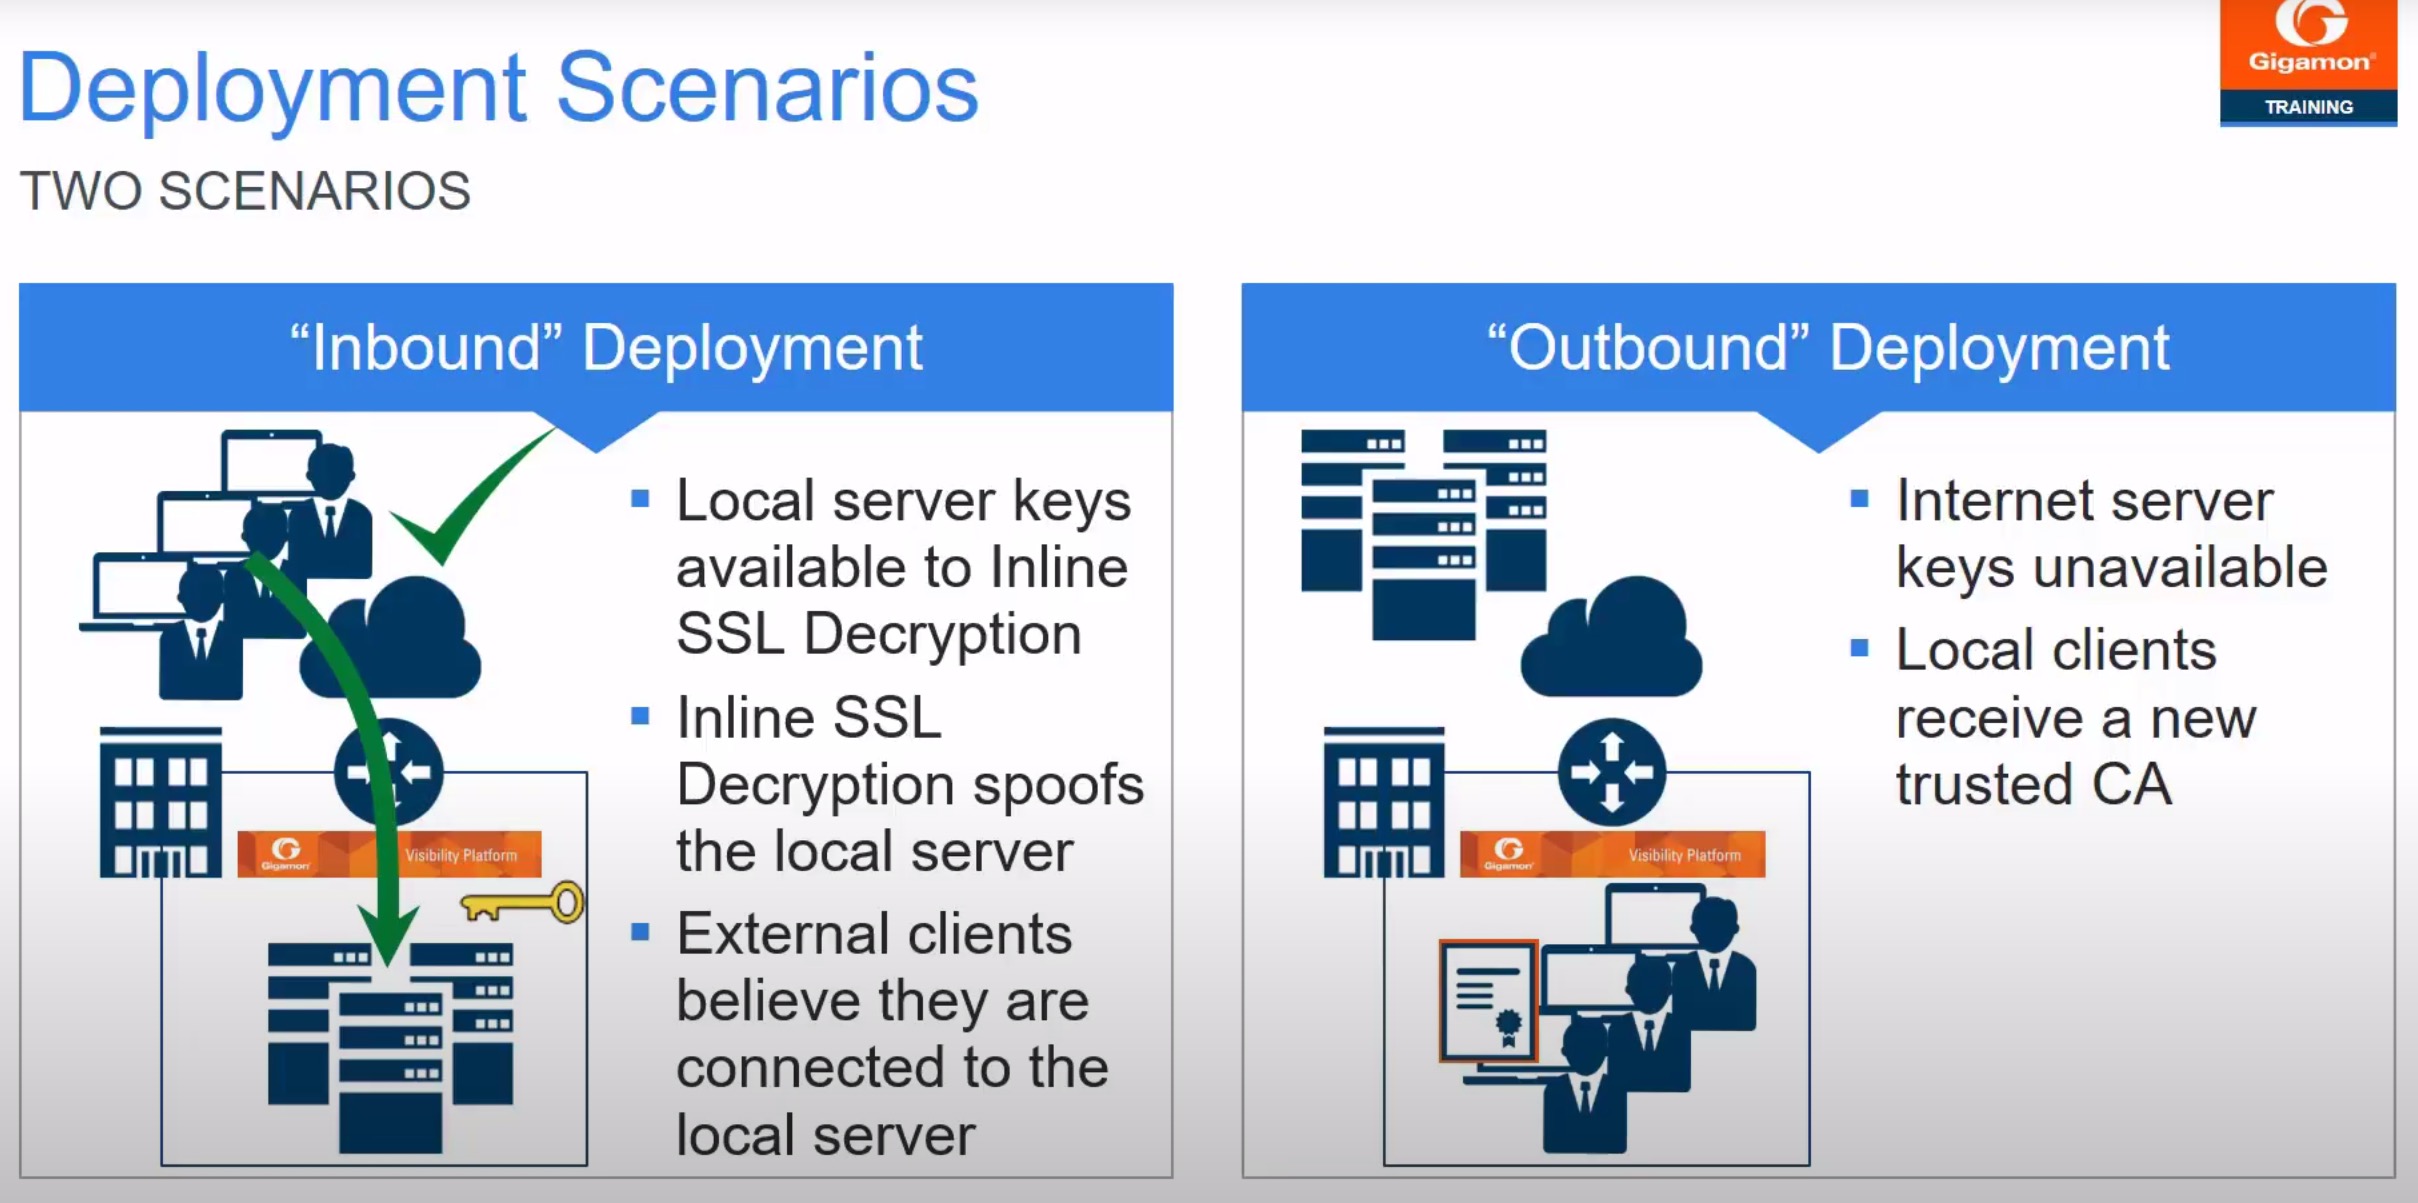 Gigamon®
TRAINING
Deployment Scenarios
TWO SCENARIOS
“Inbound” Deployment
Local server keys
available to Inline
SSL Decryption
Inline SSL
Decryption spoofs
the local server
External clients
believe they are
connected to the
local server
Gigamon®
Visibility Platform
“Outbound” Deployment
Internet server
keys unavailable
Local clients
receive a new
trusted CA
Gigamon®
Visibility Platform